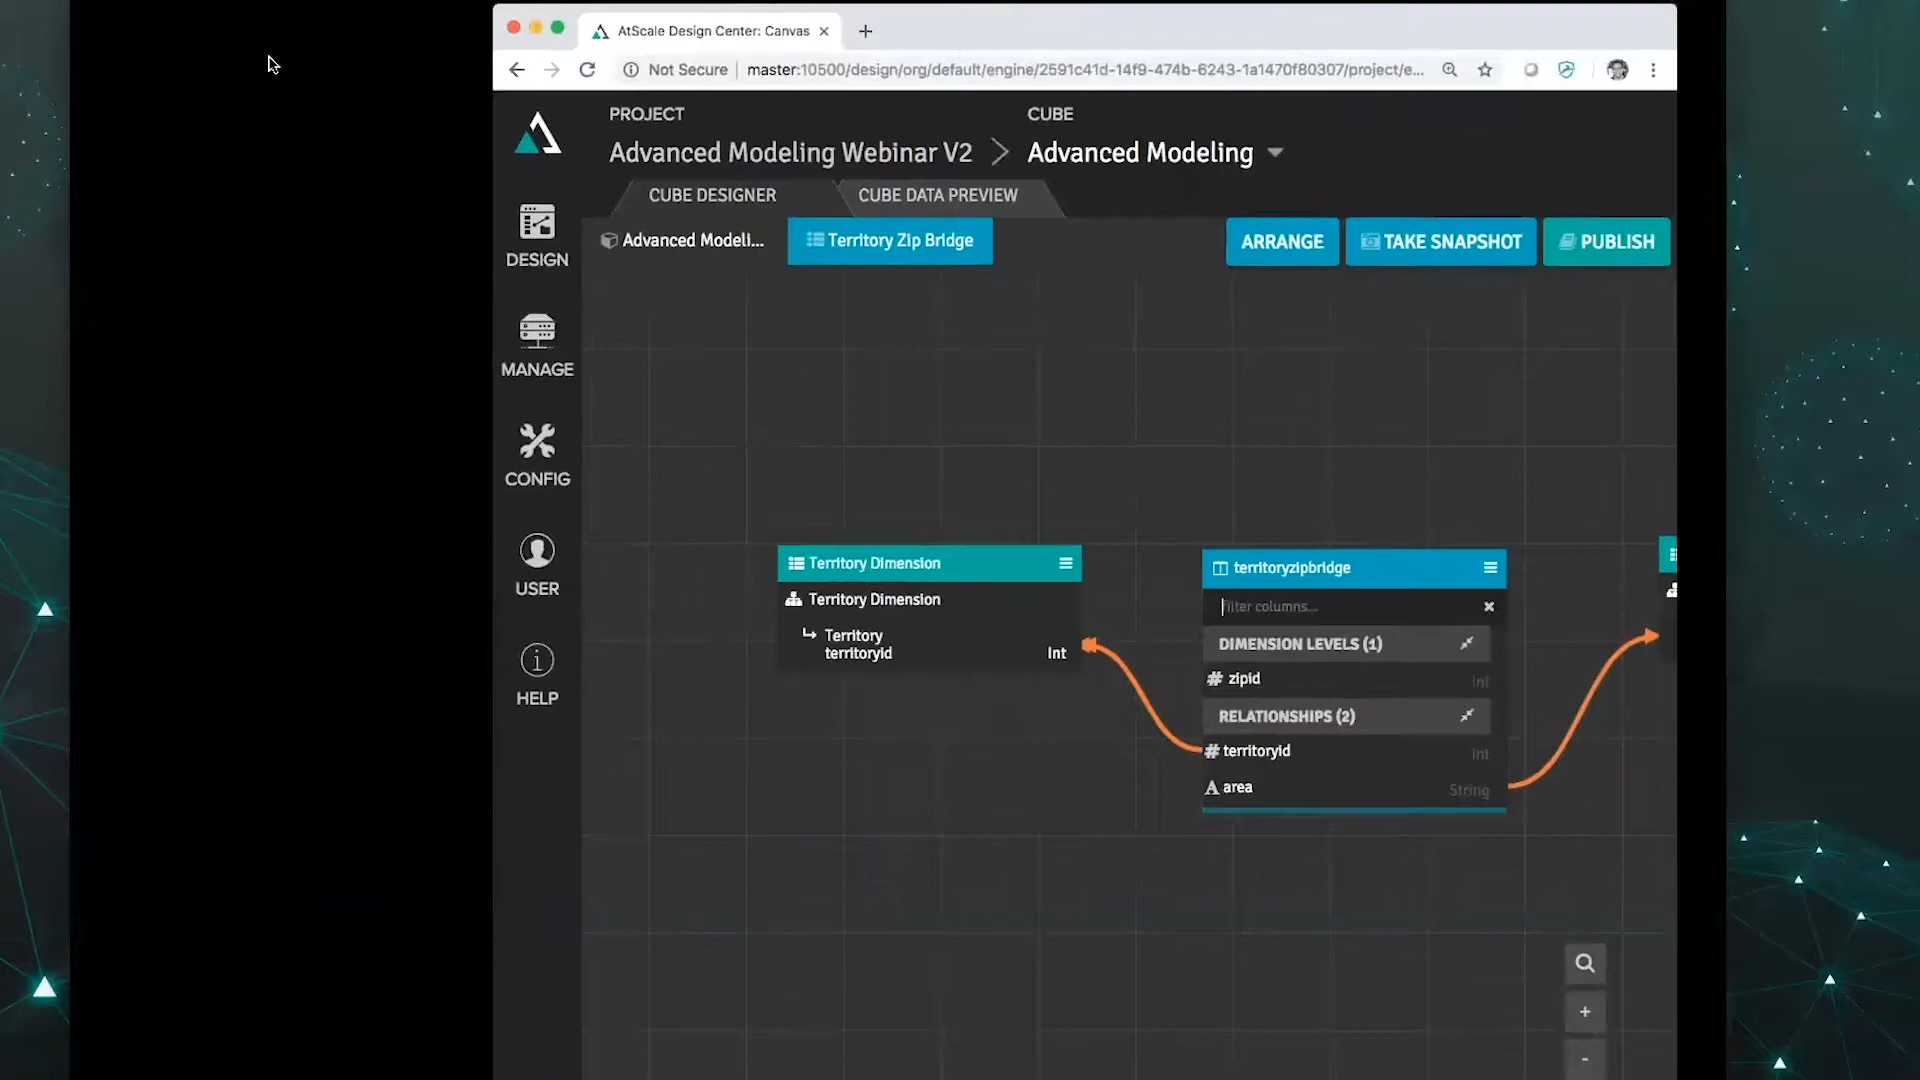 AtScale Design Center: Canvas
Not Secure
master:10500/design/org/default/engine/2591c41d-14f9-474b-6243-1a1470f80307/project/e...
PROJECT
CUBE
Advanced Modeling Webinar V2
Advanced Modeling
CUBE DESIGNER
CUBE DATA PREVIEW
Advanced Modeli...
Territory Zip Bridge
ARRANGE
TAKE SNAPSHOT
PUBLISH
DESIGN
MANAGE
CONFIG
USER
HELP
Territory Dimension
Territory Dimension
Territory
territoryid
Int
territoryzipbridge
filter columns...
DIMENSION LEVELS (1)
# zipid
Int
RELATIONSHIPS (2)
# territoryid
Int
A area
String